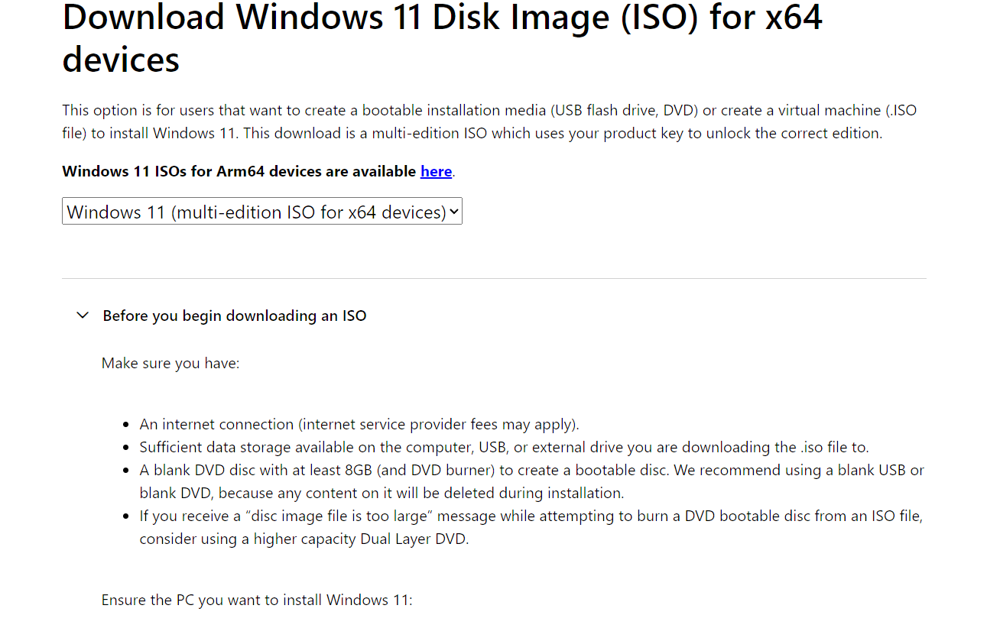 Download Windows 11 Disk Image (ISO) for x64
devices
This option is for users that want to create a bootable installation media (USB flash drive, DVD) or create a virtual machine (.ISO
file) to install Windows 11. This download is a multi-edition ISO which uses your product key to unlock the correct edition.
Windows 11 ISOs for Arm64 devices are available here.
Windows 11 (multi-edition ISO for x64 devices)
Before you begin downloading an ISO
Make sure you have:
An internet connection (internet service provider fees may apply).
Sufficient data storage available on the computer, USB, or external drive you are downloading the .iso file to.
A blank DVD disc with at least 8GB (and DVD burner) to create a bootable disc. We recommend using a blank USB or
blank DVD, because any content on it will be deleted during installation.
If you receive a “disc image file is too large” message while attempting to burn a DVD bootable disc from an ISO file,
consider using a higher capacity Dual Layer DVD.
Ensure the PC you want to install Windows 11: